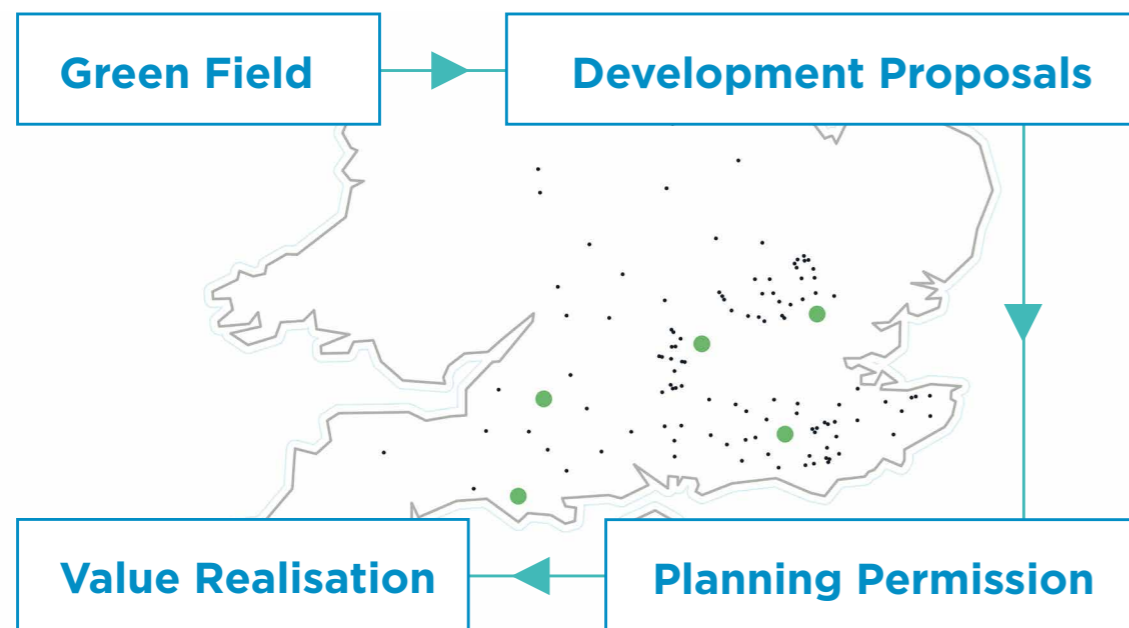 Green Field
Development Proposals
Value Realisation
Planning Permission